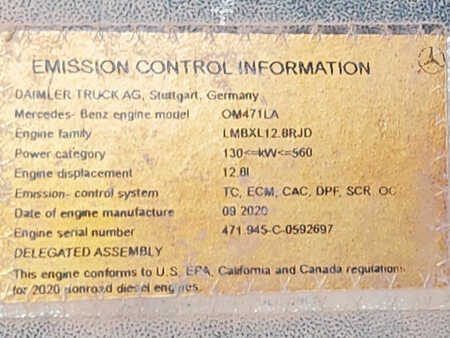 EMISSION CONTROL INFORMATION
DAIMLER TRUCK AG, Stuttgart, Germany
Mercedes- Benz engine model OM471LA
Engine family LMBXL12.8RJD
Power category 130<=kW<=560
Engine displacement 12.8l
Emission- control system TC, ECM, CAC, DPF, SCR, OC
Date of engine manufacture 09.2020
Engine serial number 471.945-C-0592697
DELEGATED ASSEMBLY
This engine conforms to U.S. EPA, California and Canada regulations
for 2020 nonroad diesel engines.